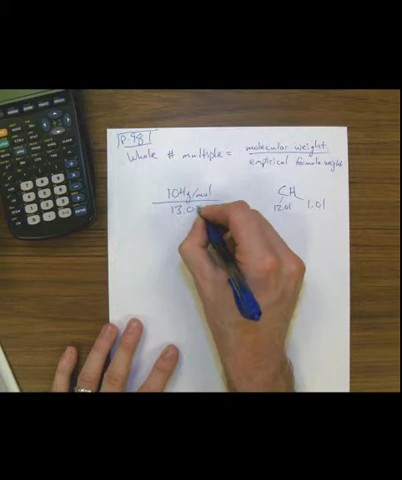 p. 98
Whole # multiple = molecular weight
empirical formula weight
104g/mol
13.0
CH
12.01 1.01